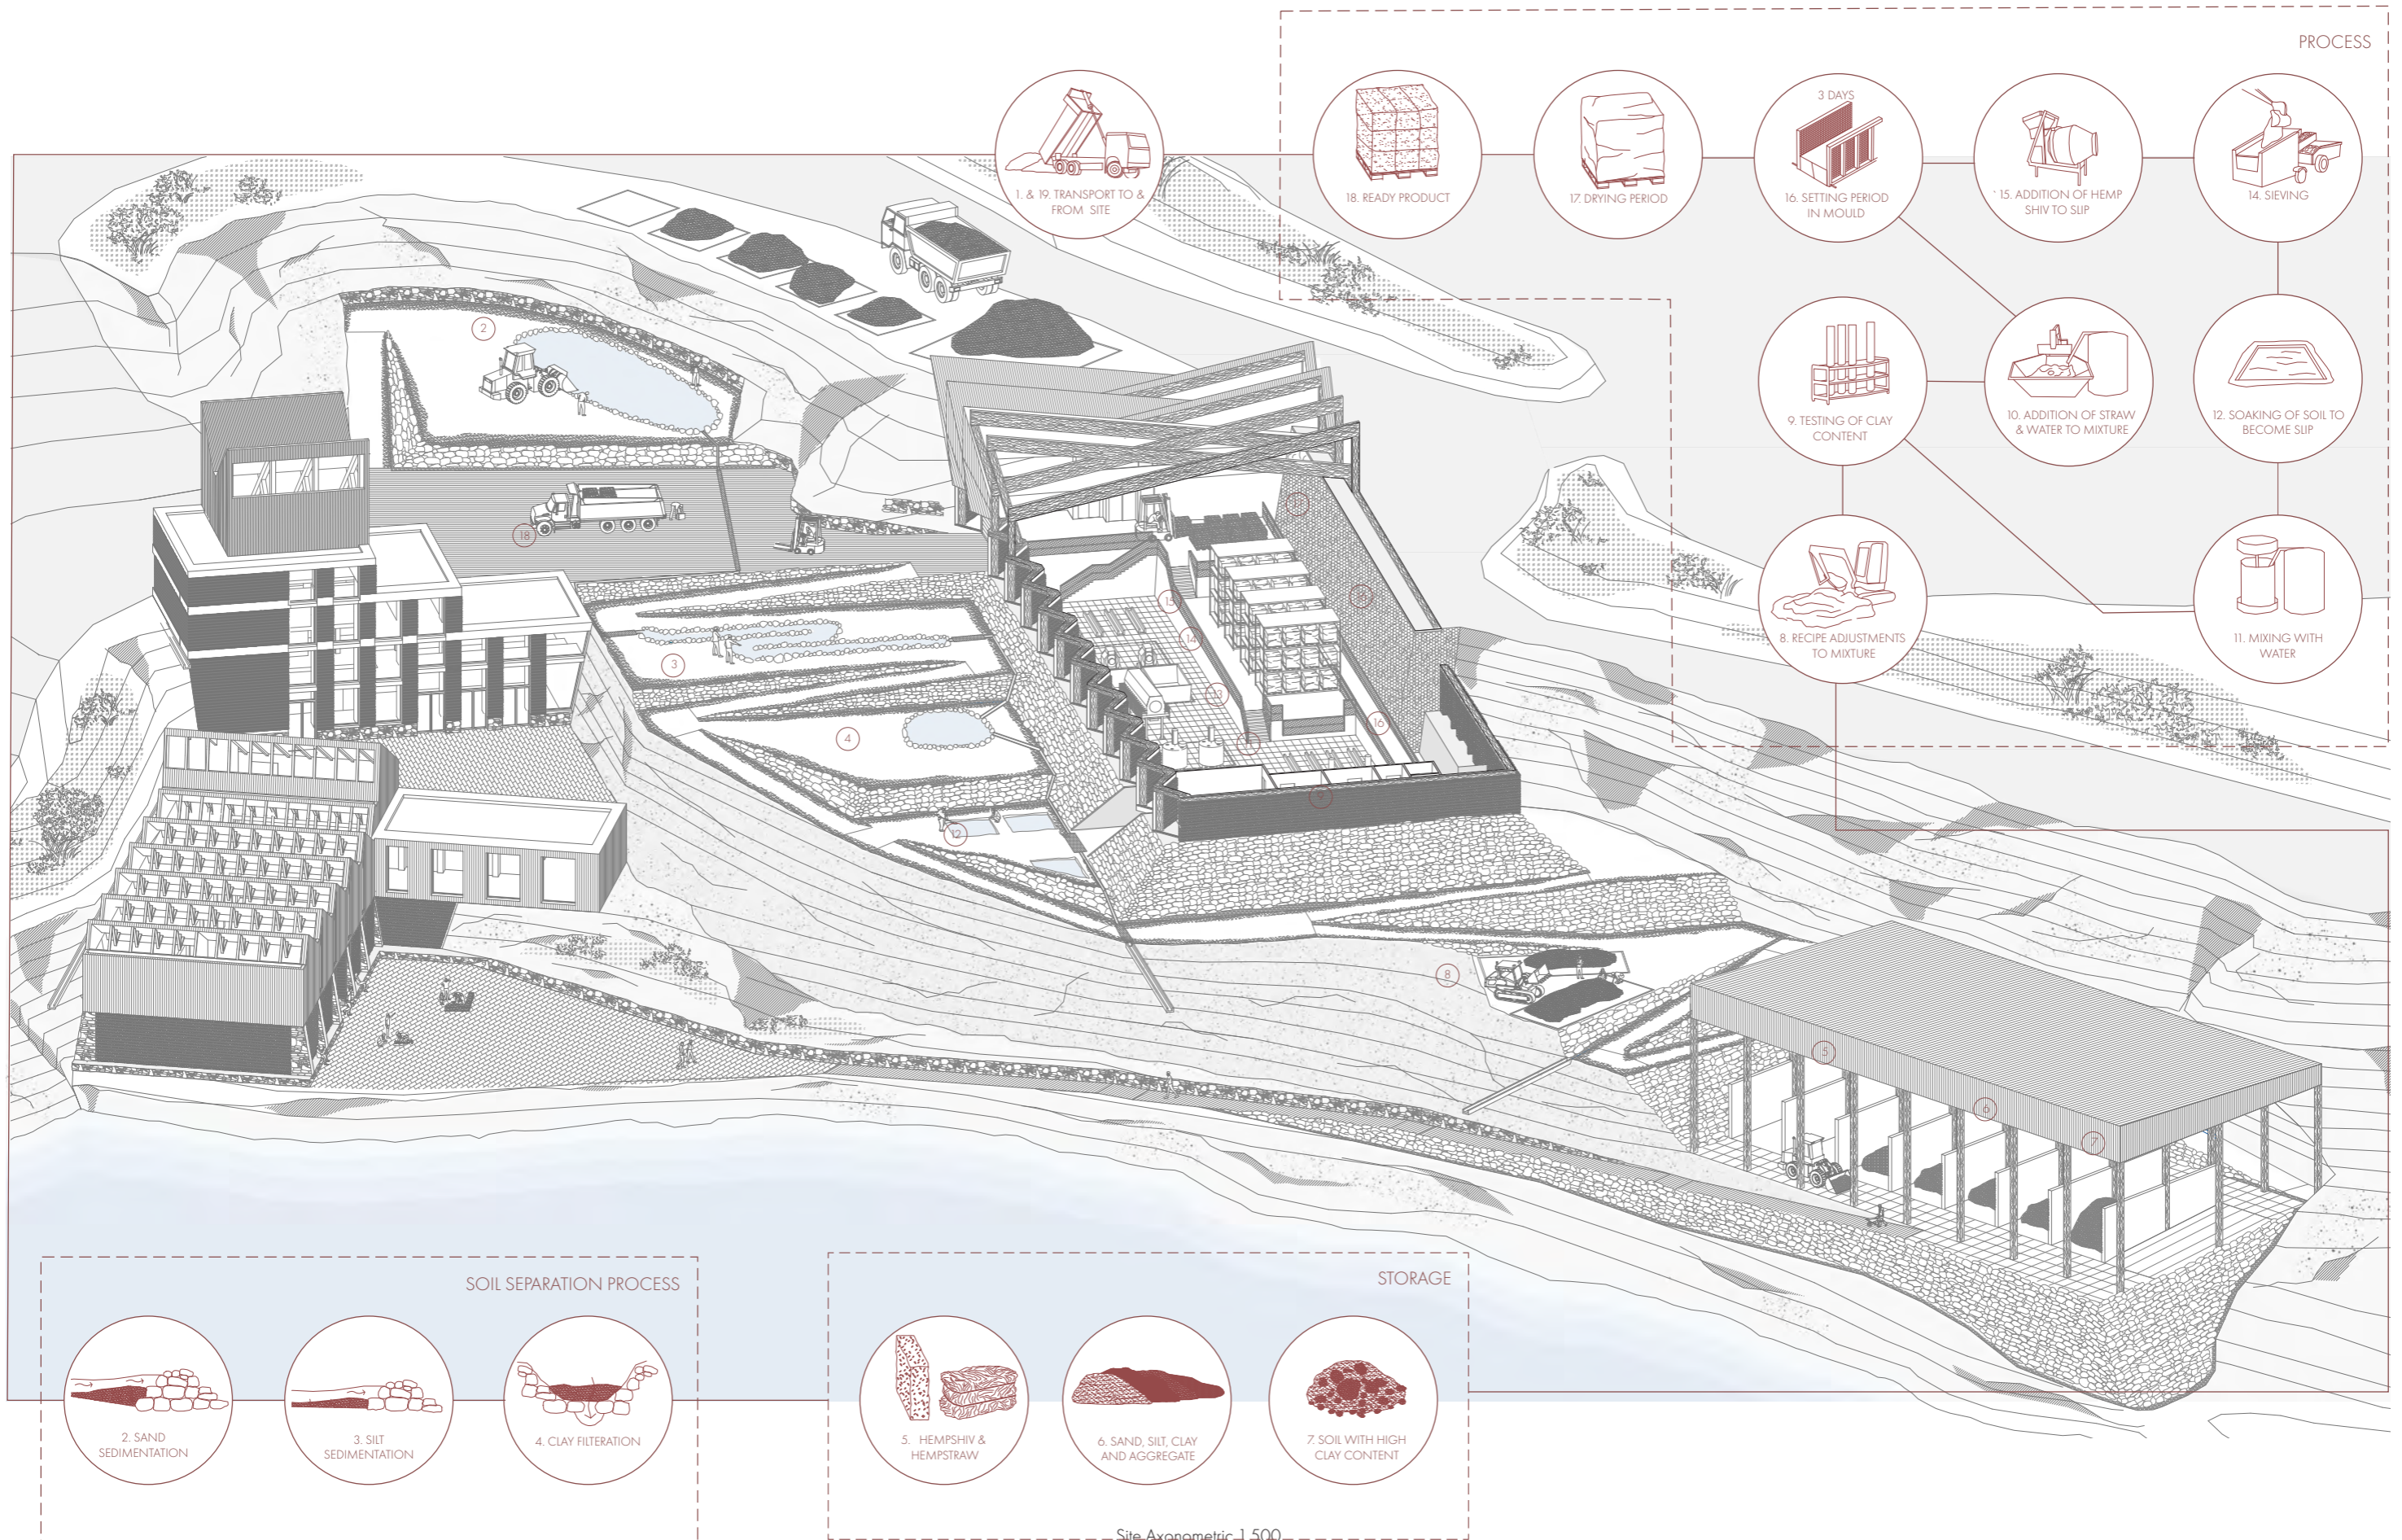 PROCESS
3 DAYS
1. & 19. TRANSPORT TO &
FROM SITE
18. READY PRODUCT
17. DRYING PERIOD
16. SETTING PERIOD
IN MOULD
15. ADDITION OF HEMP
SHIV TO SLIP
14. SIEVING
9. TESTING OF CLAY
CONTENT
10. ADDITION OF STRAW
& WATER TO MIXTURE
12. SOAKING OF SOIL TO
BECOME SLIP
8. RECIPE ADJUSTMENTS
TO MIXTURE
11. MIXING WITH
WATER
2
18
3
4
12
15
14
13
16
9
8
5
6
7
SOIL SEPARATION PROCESS
2. SAND
SEDIMENTATION
3. SILT
SEDIMENTATION
4. CLAY FILTERATION
STORAGE
5. HEMPSHIV &
HEMPSTRAW
6. SAND, SILT, CLAY
AND AGGREGATE
7. SOIL WITH HIGH
CLAY CONTENT
Site Axonometric 1 500